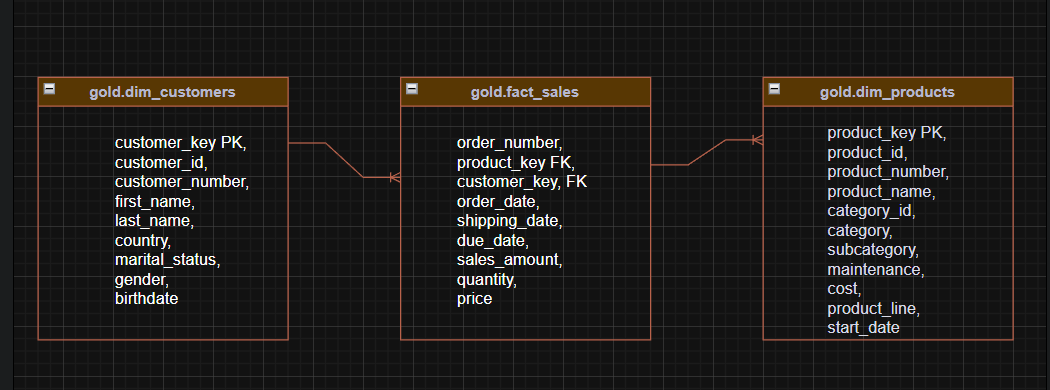 gold.dim_customers
customer_key PK,
customer_id,
customer_number,
first_name,
last_name,
country,
marital_status,
gender,
birthdate
gold.fact_sales
order_number,
product_key FK,
customer_key, FK
order_date,
shipping_date,
due_date,
sales_amount,
quantity,
price
gold.dim_products
product_key PK,
product_id,
product_number,
product_name,
category_id,
category,
subcategory,
maintenance,
cost,
product_line,
start_date